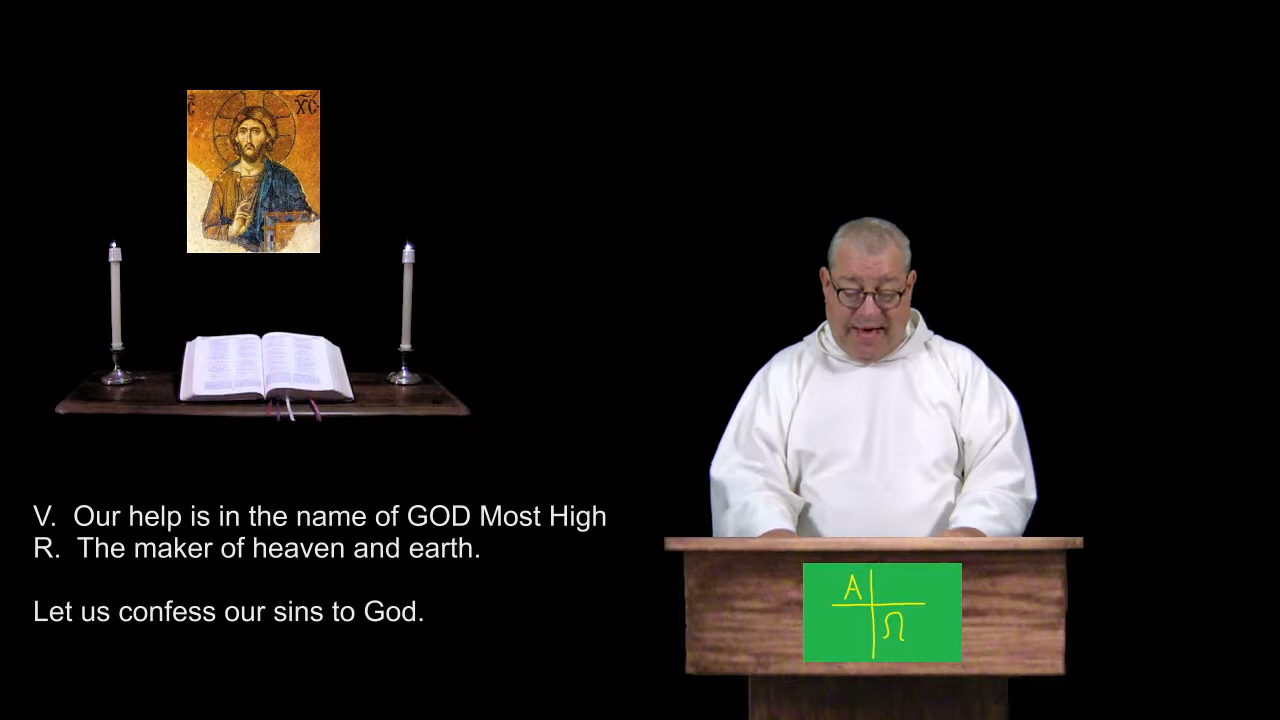 XC
V. Our help is in the name of GOD Most High
R. The maker of heaven and earth.
Let us confess our sins to God.
A
Ω